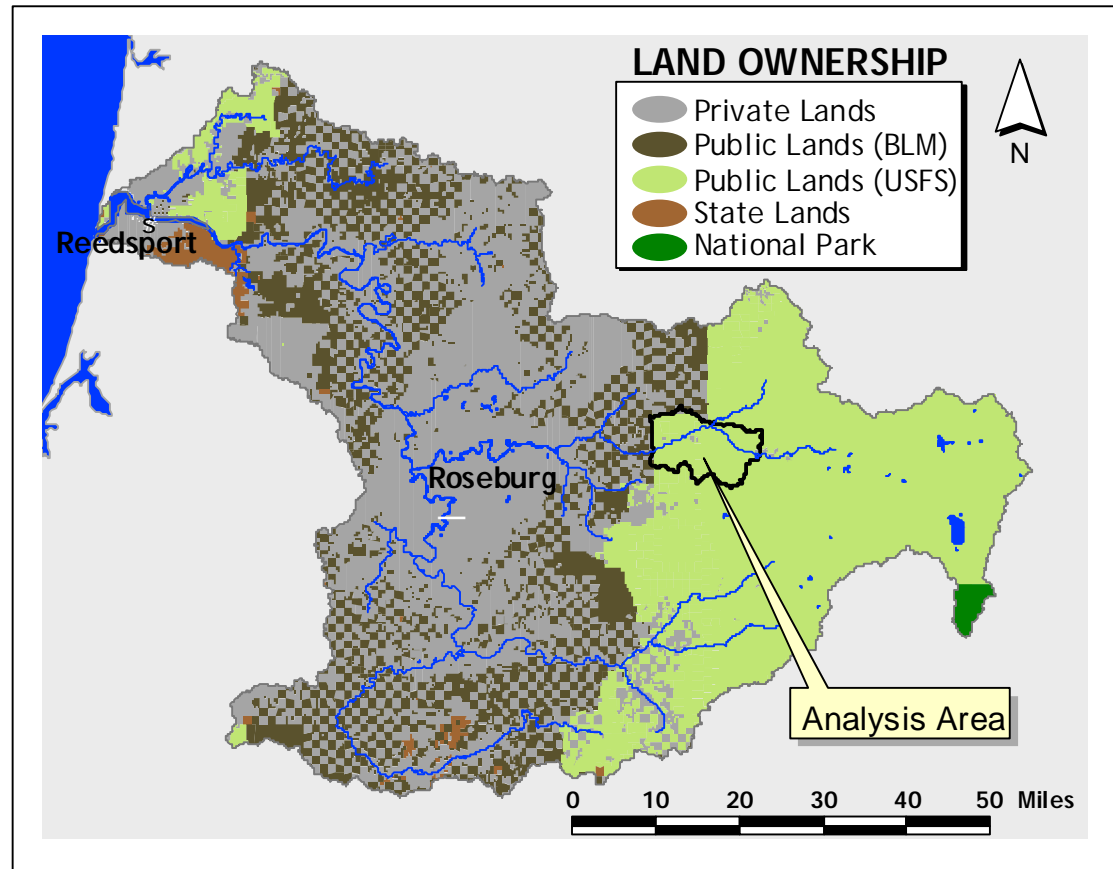 LAND OWNERSHIP
Private Lands
Public Lands (BLM)
Public Lands (USFS)
State Lands
National Park
N
S
Reedsport
Roseburg
Analysis Area
0 10 20 30 40 50 Miles